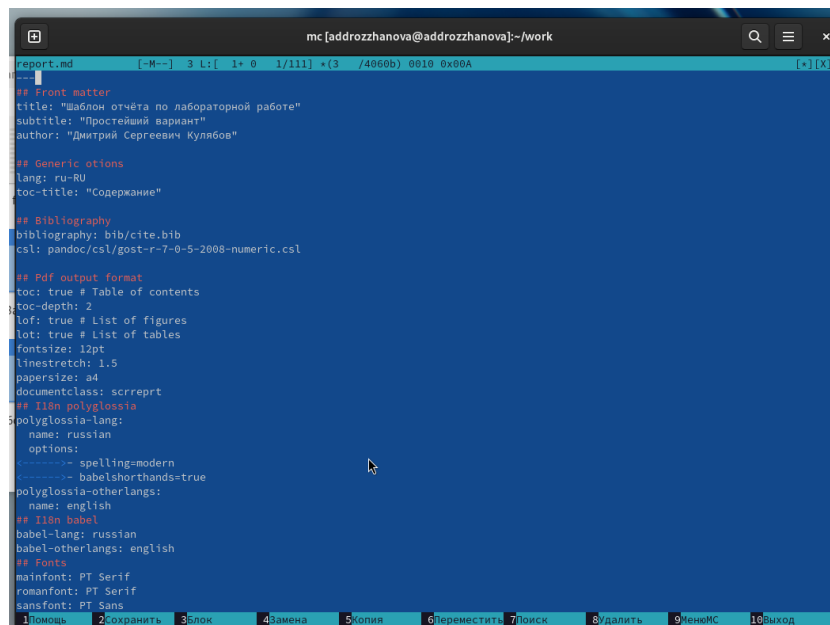 mc [addrozzhanova@addrozzhanova]:~/work
report.md [-M--] 3 L:[ 1+ 0 1/111] *(3 /4060b) 0010 0x00A [*][X]
---
## Front matter
title: "Шаблон отчёта по лабораторной работе"
subtitle: "Простейший вариант"
author: "Дмитрий Сергеевич Кулябов"
## Generic otions
lang: ru-RU
toc-title: "Содержание"
## Bibliography
bibliography: bib/cite.bib
csl: pandoc/csl/gost-r-7-0-5-2008-numeric.csl
## Pdf output format
toc: true # Table of contents
toc-depth: 2
lof: true # List of figures
lot: true # List of tables
fontsize: 12pt
linestretch: 1.5
papersize: a4
documentclass: scrreprt
## I18n polyglossia
polyglossia-lang:
name: russian
options:
<------>- spelling=modern
<------>- babelshorthands=true
polyglossia-otherlangs:
name: english
## I18n babel
babel-lang: russian
babel-otherlangs: english
## Fonts
mainfont: PT Serif
romanfont: PT Serif
sansfont: PT Sans
1Помощь 2Сохранить 3Блок 4Замена 5Копия 6Переместить 7Поиск 8Удалить 9МенюМС 10Выход